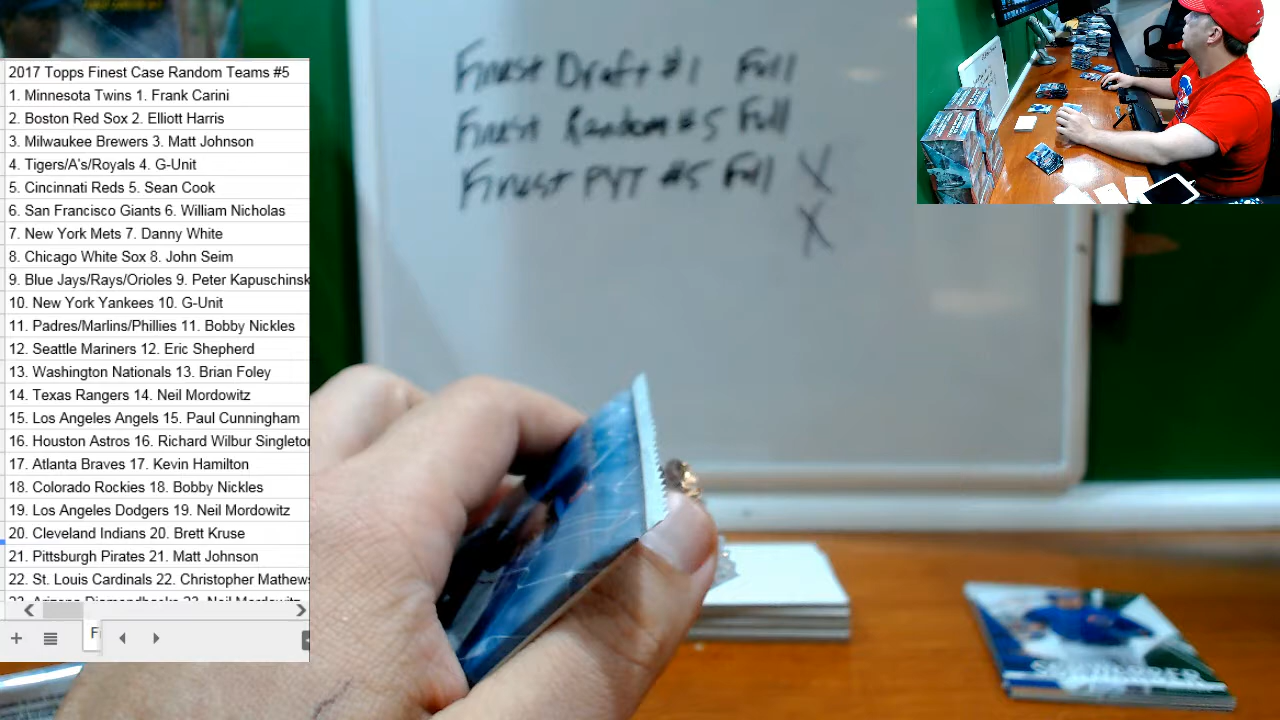 2017 Topps Finest Case Random Teams #5
1. Minnesota Twins 1. Frank Carini
2. Boston Red Sox 2. Elliott Harris
3. Milwaukee Brewers 3. Matt Johnson
4. Tigers/A's/Royals 4. G-Unit
5. Cincinnati Reds 5. Sean Cook
6. San Francisco Giants 6. William Nicholas
7. New York Mets 7. Danny White
8. Chicago White Sox 8. John Seim
9. Blue Jays/Rays/Orioles 9. Peter Kapuschinsk
10. New York Yankees 10. G-Unit
11. Padres/Marlins/Phillies 11. Bobby Nickles
12. Seattle Mariners 12. Eric Shepherd
13. Washington Nationals 13. Brian Foley
14. Texas Rangers 14. Neil Mordowitz
15. Los Angeles Angels 15. Paul Cunningham
16. Houston Astros 16. Richard Wilbur Singleton
17. Atlanta Braves 17. Kevin Hamilton
18. Colorado Rockies 18. Bobby Nickles
19. Los Angeles Dodgers 19. Neil Mordowitz
20. Cleveland Indians 20. Brett Kruse
21. Pittsburgh Pirates 21. Matt Johnson
22. St. Louis Cardinals 22. Christopher Mathews
23. Arizona Diamondbacks 23. Neil Mordowitz
F
Finest Draft #1 Full
Finest Random #5 Full
Finest PYT #5 Full X
X
SCHWARBER